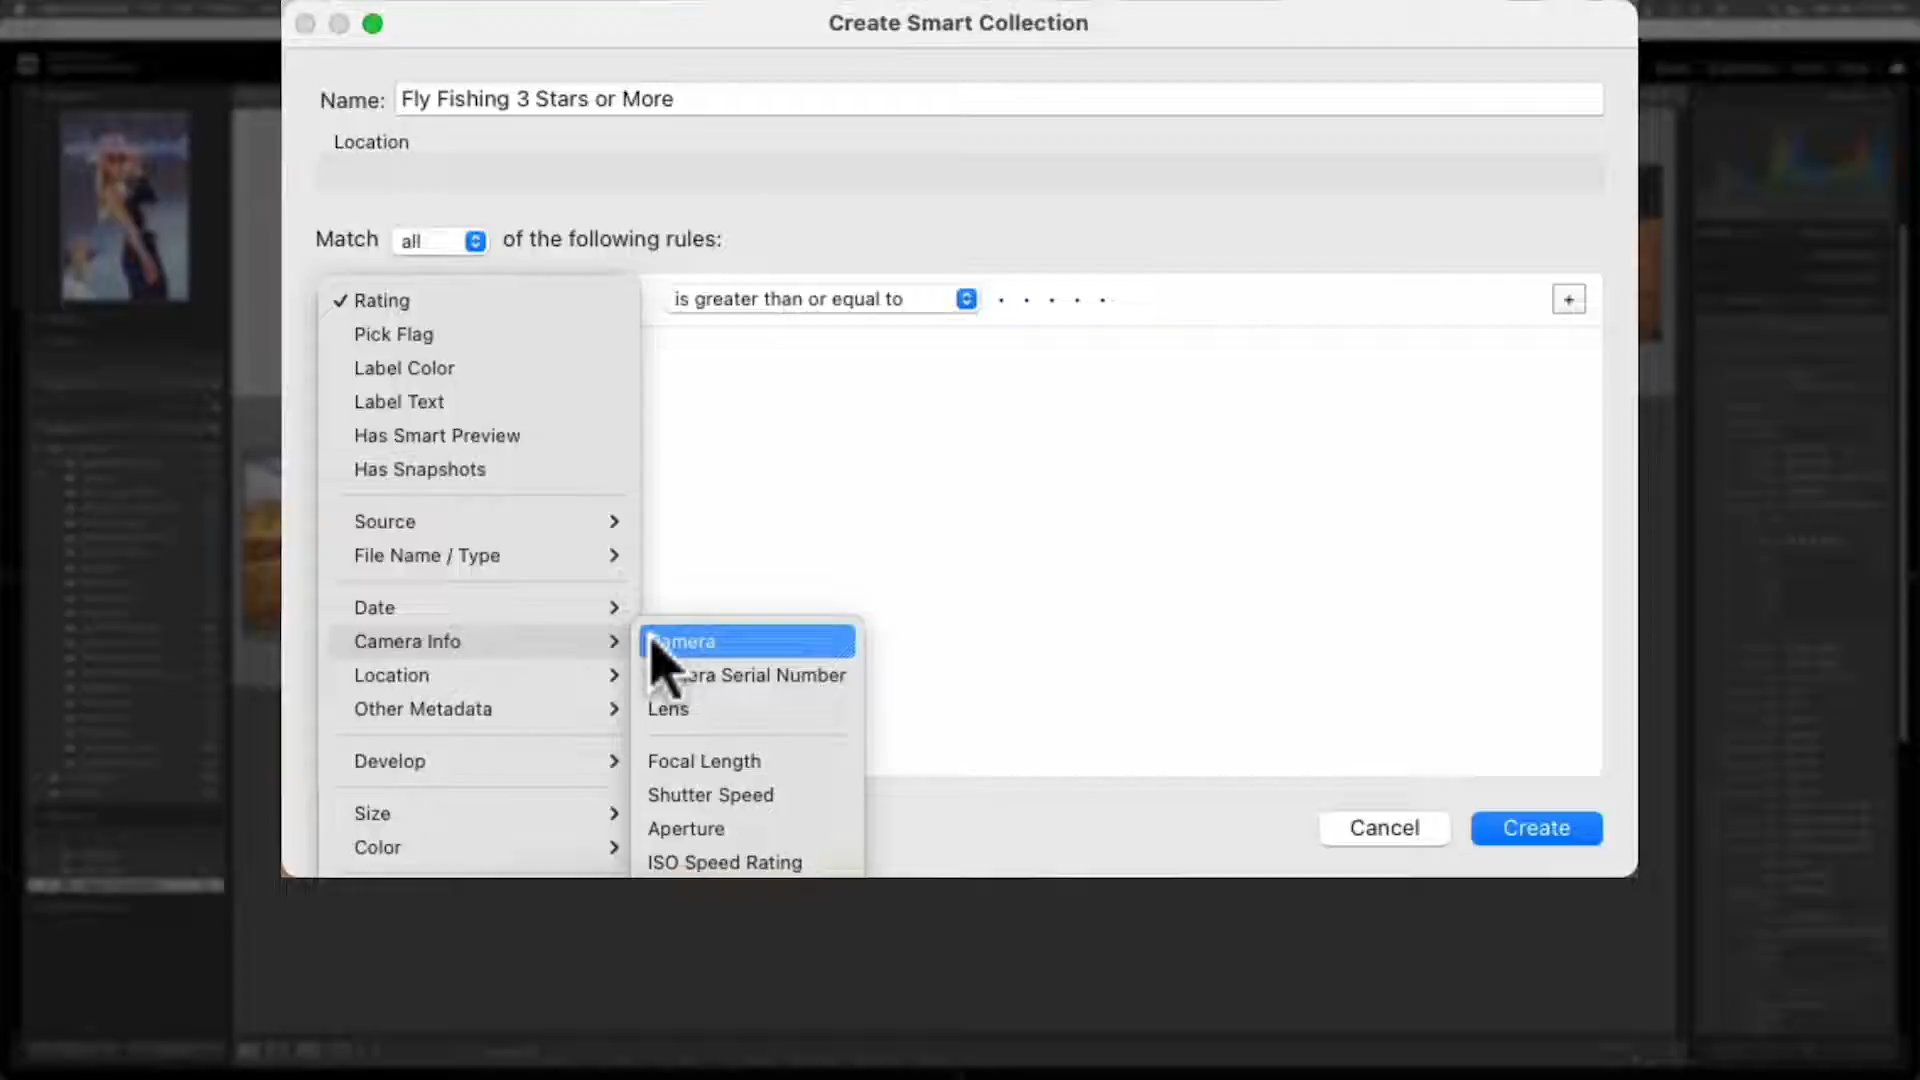 Create Smart Collection
Name: Fly Fishing 3 Stars or More
Location
Match all of the following rules:
✓ Rating
is greater than or equal to
+
Pick Flag
Label Color
Label Text
Has Smart Preview
Has Snapshots
Source
File Name / Type
Date
Camera Info
Location
Other Metadata
Develop
Size
Color
Serial Number
Lens
Focal Length
Shutter Speed
Aperture
ISO Speed Rating
Cancel
Create